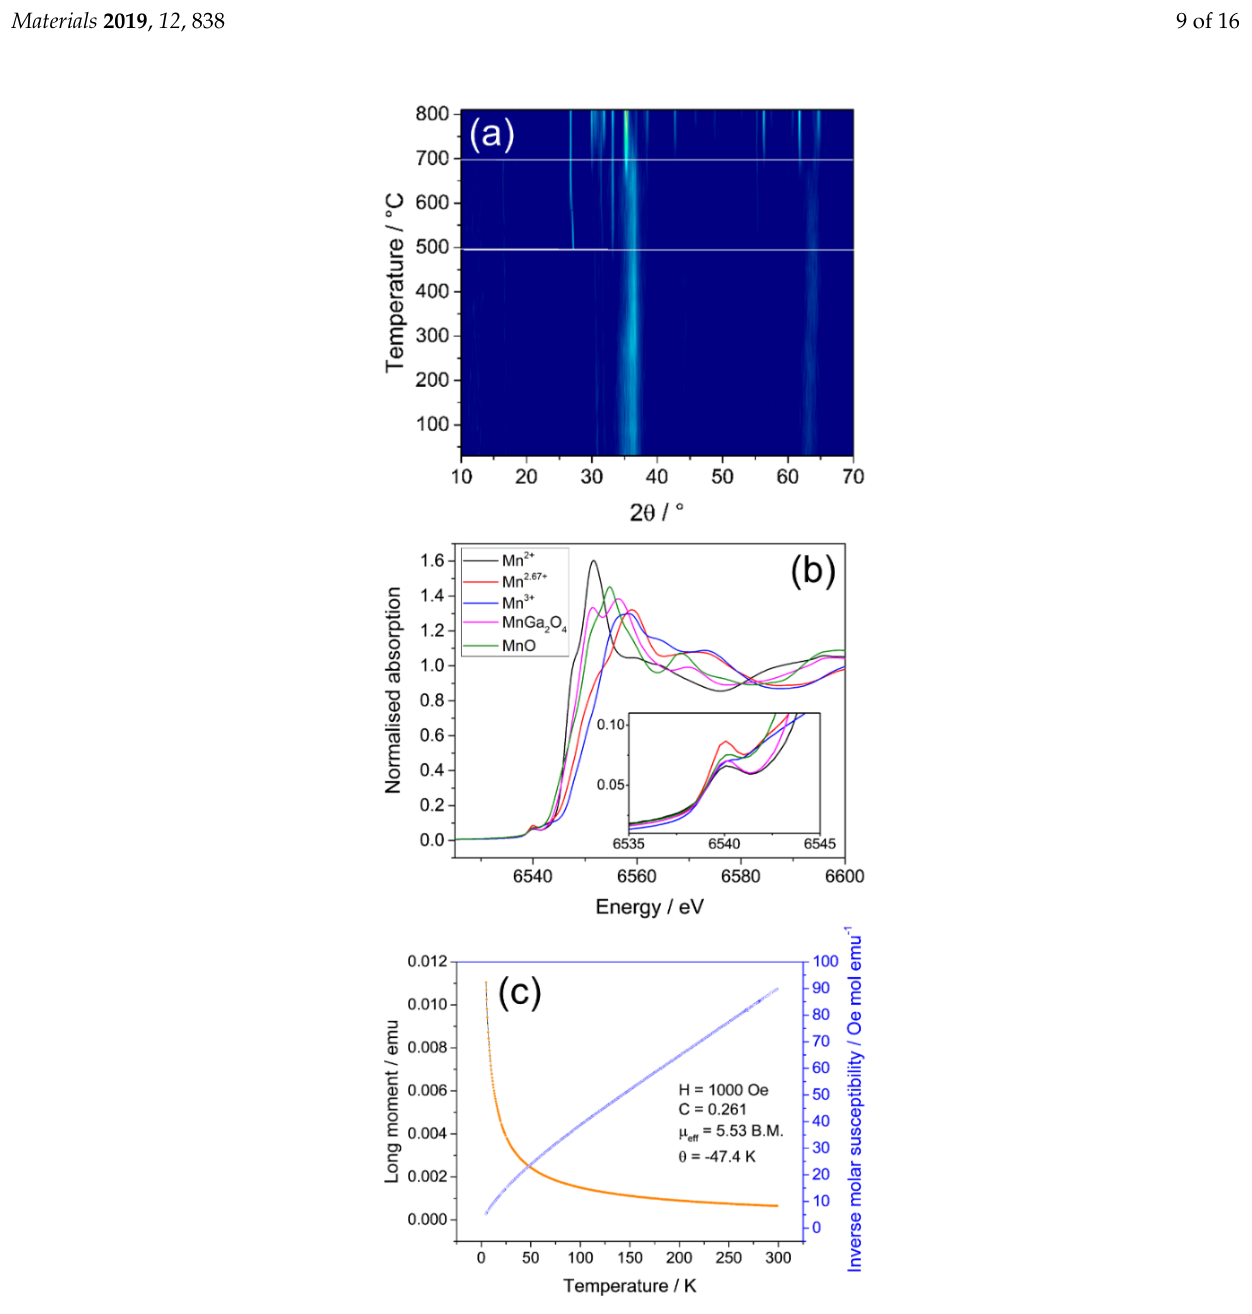 Materials 2019, 12, 838
9 of 16
(a)
800
700
600
500
400
300
200
100
Temperature / °C
10 20 30 40 50 60 70
2θ / °
(b)
Mn²⁺
Mn²·⁶⁷⁺
Mn³⁺
MnGa₂O₄
MnO
1.6
1.4
1.2
1.0
0.8
0.6
0.4
0.2
0.0
Normalised absorption
0.10
0.05
6535 6540 6545
6540 6560 6580 6600
Energy / eV
(c)
0.012
0.010
0.008
0.006
0.004
0.002
0.000
Long moment / emu
100
90
80
70
60
50
40
30
20
10
0
Inverse molar susceptibility / Oe mol emu⁻¹
H = 1000 Oe
C = 0.261
μeff = 5.53 B.M.
θ = -47.4 K
0 50 100 150 200 250 300
Temperature / K